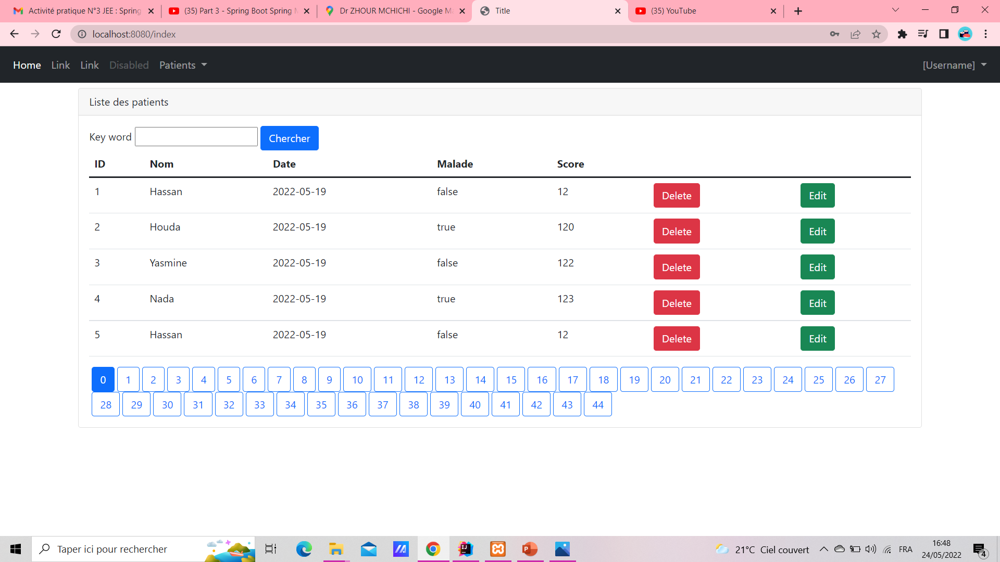 Activité pratique N°3 JEE : Spring
(35) Part 3 - Spring Boot Spring
Dr ZHOUR MCHICHI - Google Ma
Title
(35) YouTube
localhost:8080/index
Home Link Link Disabled Patients
[Username]
Liste des patients
Key word Chercher
ID Nom Date Malade Score
1 Hassan 2022-05-19 false 12 Delete Edit
2 Houda 2022-05-19 true 120 Delete Edit
3 Yasmine 2022-05-19 false 122 Delete Edit
4 Nada 2022-05-19 true 123 Delete Edit
5 Hassan 2022-05-19 false 12 Delete Edit
0 1 2 3 4 5 6 7 8 9 10 11 12 13 14 15 16 17 18 19 20 21 22 23 24 25 26 27
28 29 30 31 32 33 34 35 36 37 38 39 40 41 42 43 44
Taper ici pour rechercher
21°C Ciel couvert
FRA
16:48
24/05/2022
4